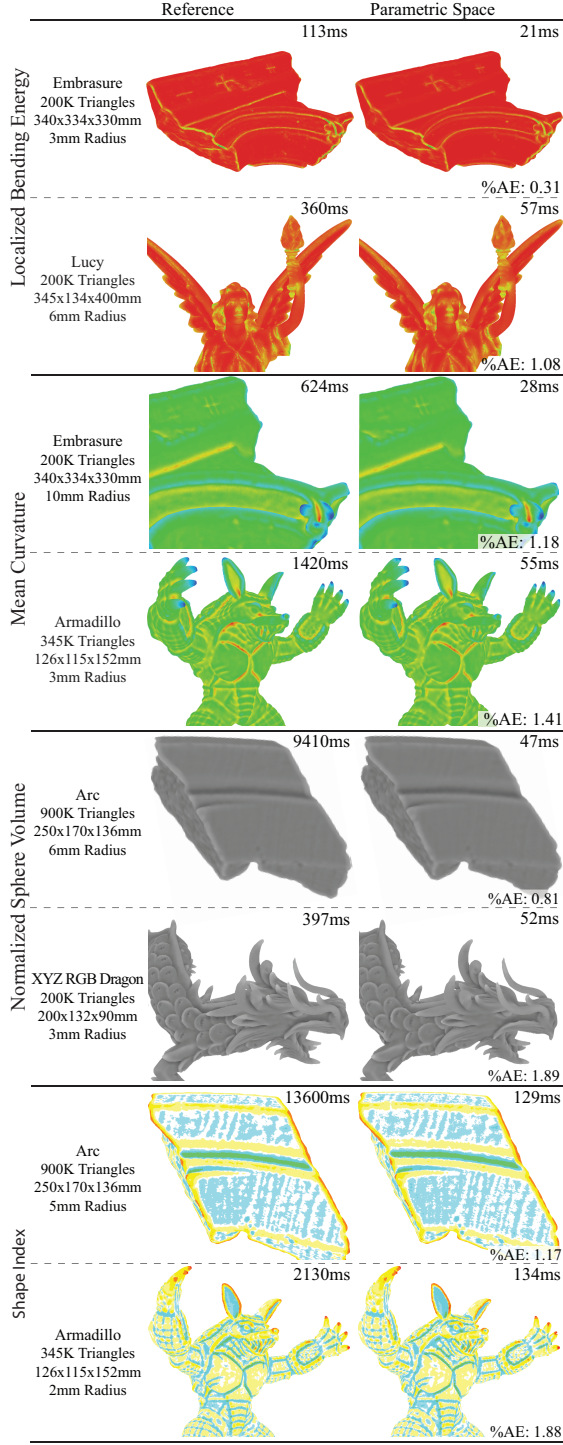 Reference Parametric Space
Localized Bending Energy
113ms 21ms
Embrasure
200K Triangles
340x334x330mm
3mm Radius
%AE: 0.31
360ms 57ms
Lucy
200K Triangles
345x134x400mm
6mm Radius
%AE: 1.08
Mean Curvature
624ms 28ms
Embrasure
200K Triangles
340x334x330mm
10mm Radius
%AE: 1.18
1420ms 55ms
Armadillo
345K Triangles
126x115x152mm
3mm Radius
%AE: 1.41
Normalized Sphere Volume
9410ms 47ms
Arc
900K Triangles
250x170x136mm
6mm Radius
%AE: 0.81
397ms 52ms
XYZ RGB Dragon
200K Triangles
200x132x90mm
3mm Radius
%AE: 1.89
Shape Index
13600ms 129ms
Arc
900K Triangles
250x170x136mm
5mm Radius
%AE: 1.17
2130ms 134ms
Armadillo
345K Triangles
126x115x152mm
2mm Radius
%AE: 1.88